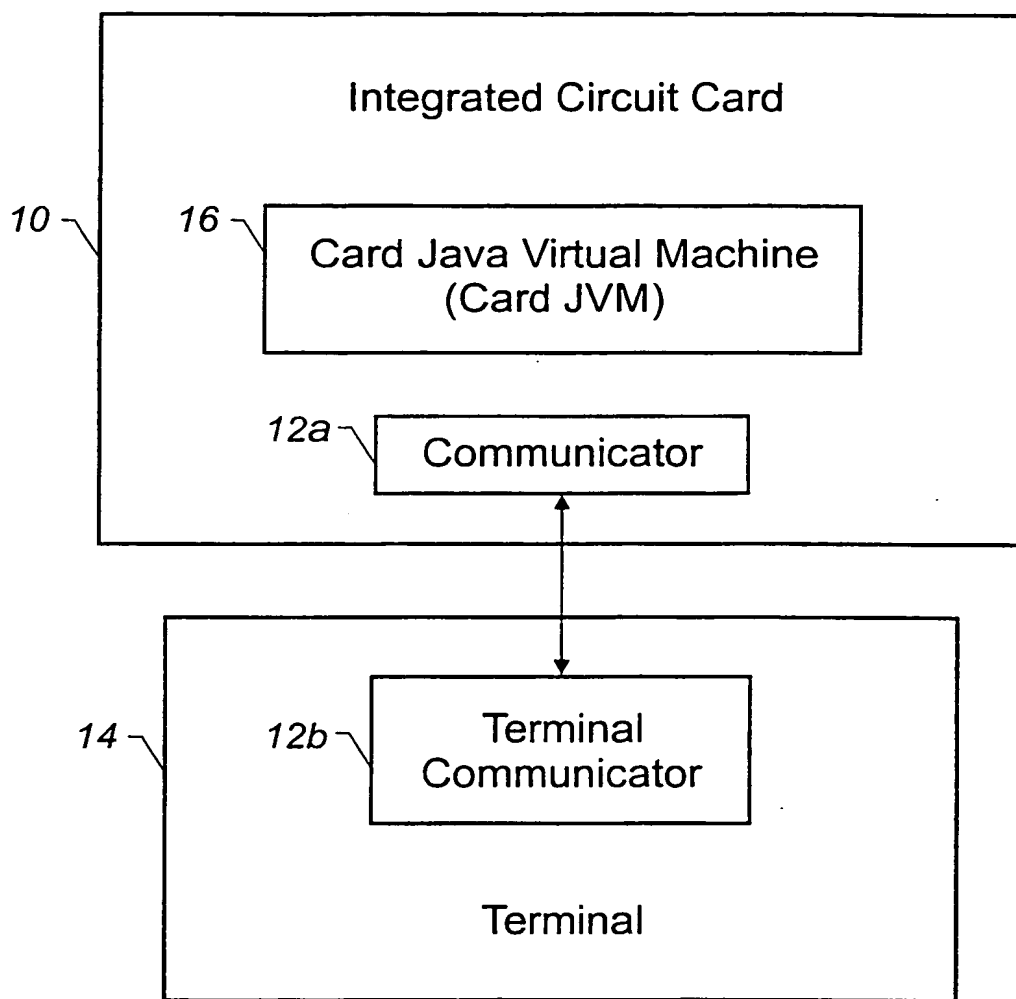 Integrated Circuit Card
10
16
Card Java Virtual Machine
(Card JVM)
12a
Communicator
14
12b
Terminal
Communicator
Terminal